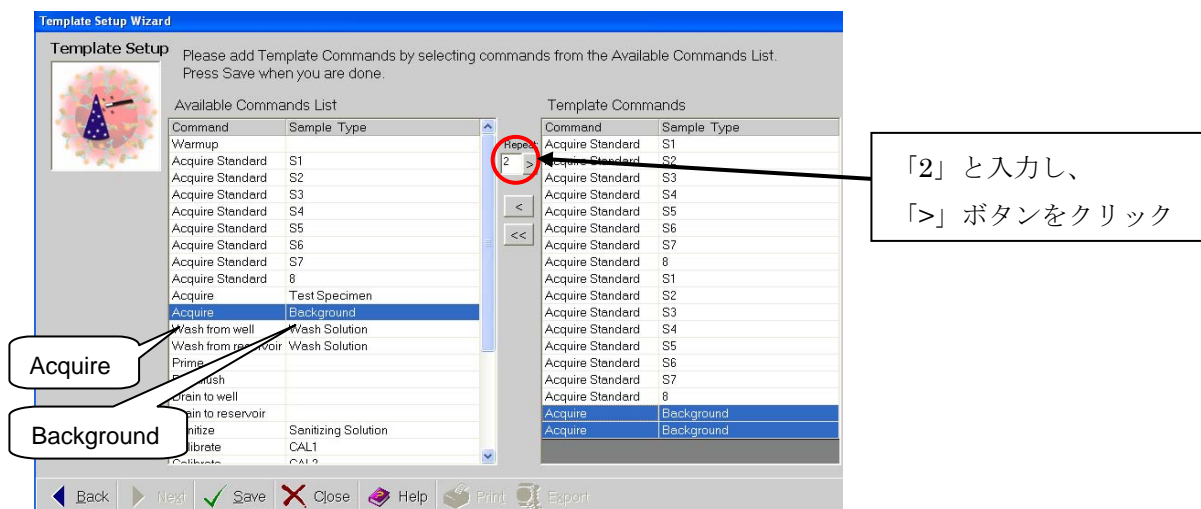 Template Setup Wizard
Template Setup
Please add Template Commands by selecting commands from the Available Commands List.
Press Save when you are done.
Available Commands List
Command Sample Type
Warmup
Acquire Standard S1
Acquire Standard S2
Acquire Standard S3
Acquire Standard S4
Acquire Standard S5
Acquire Standard S6
Acquire Standard S7
Acquire Standard 8
Acquire Test Specimen
Acquire Background
Wash from well Wash Solution
Wash from reservoir Wash Solution
Prime
Drain to well
Drain to reservoir
Sanitizing Solution
Calibrate CAL1
Calibrate CAL2
Repeat
2 >
<
<<
Template Commands
Command Sample Type
Acquire Standard S1
Acquire Standard S2
Acquire Standard S3
Acquire Standard S4
Acquire Standard S5
Acquire Standard S6
Acquire Standard S7
Acquire Standard 8
Acquire Standard S1
Acquire Standard S2
Acquire Standard S3
Acquire Standard S4
Acquire Standard S5
Acquire Standard S6
Acquire Standard S7
Acquire Standard 8
Acquire Background
Acquire Background
「2」と入力し、
「>」ボタンをクリック
Acquire
Background
Back Next Save Close Help Print Export